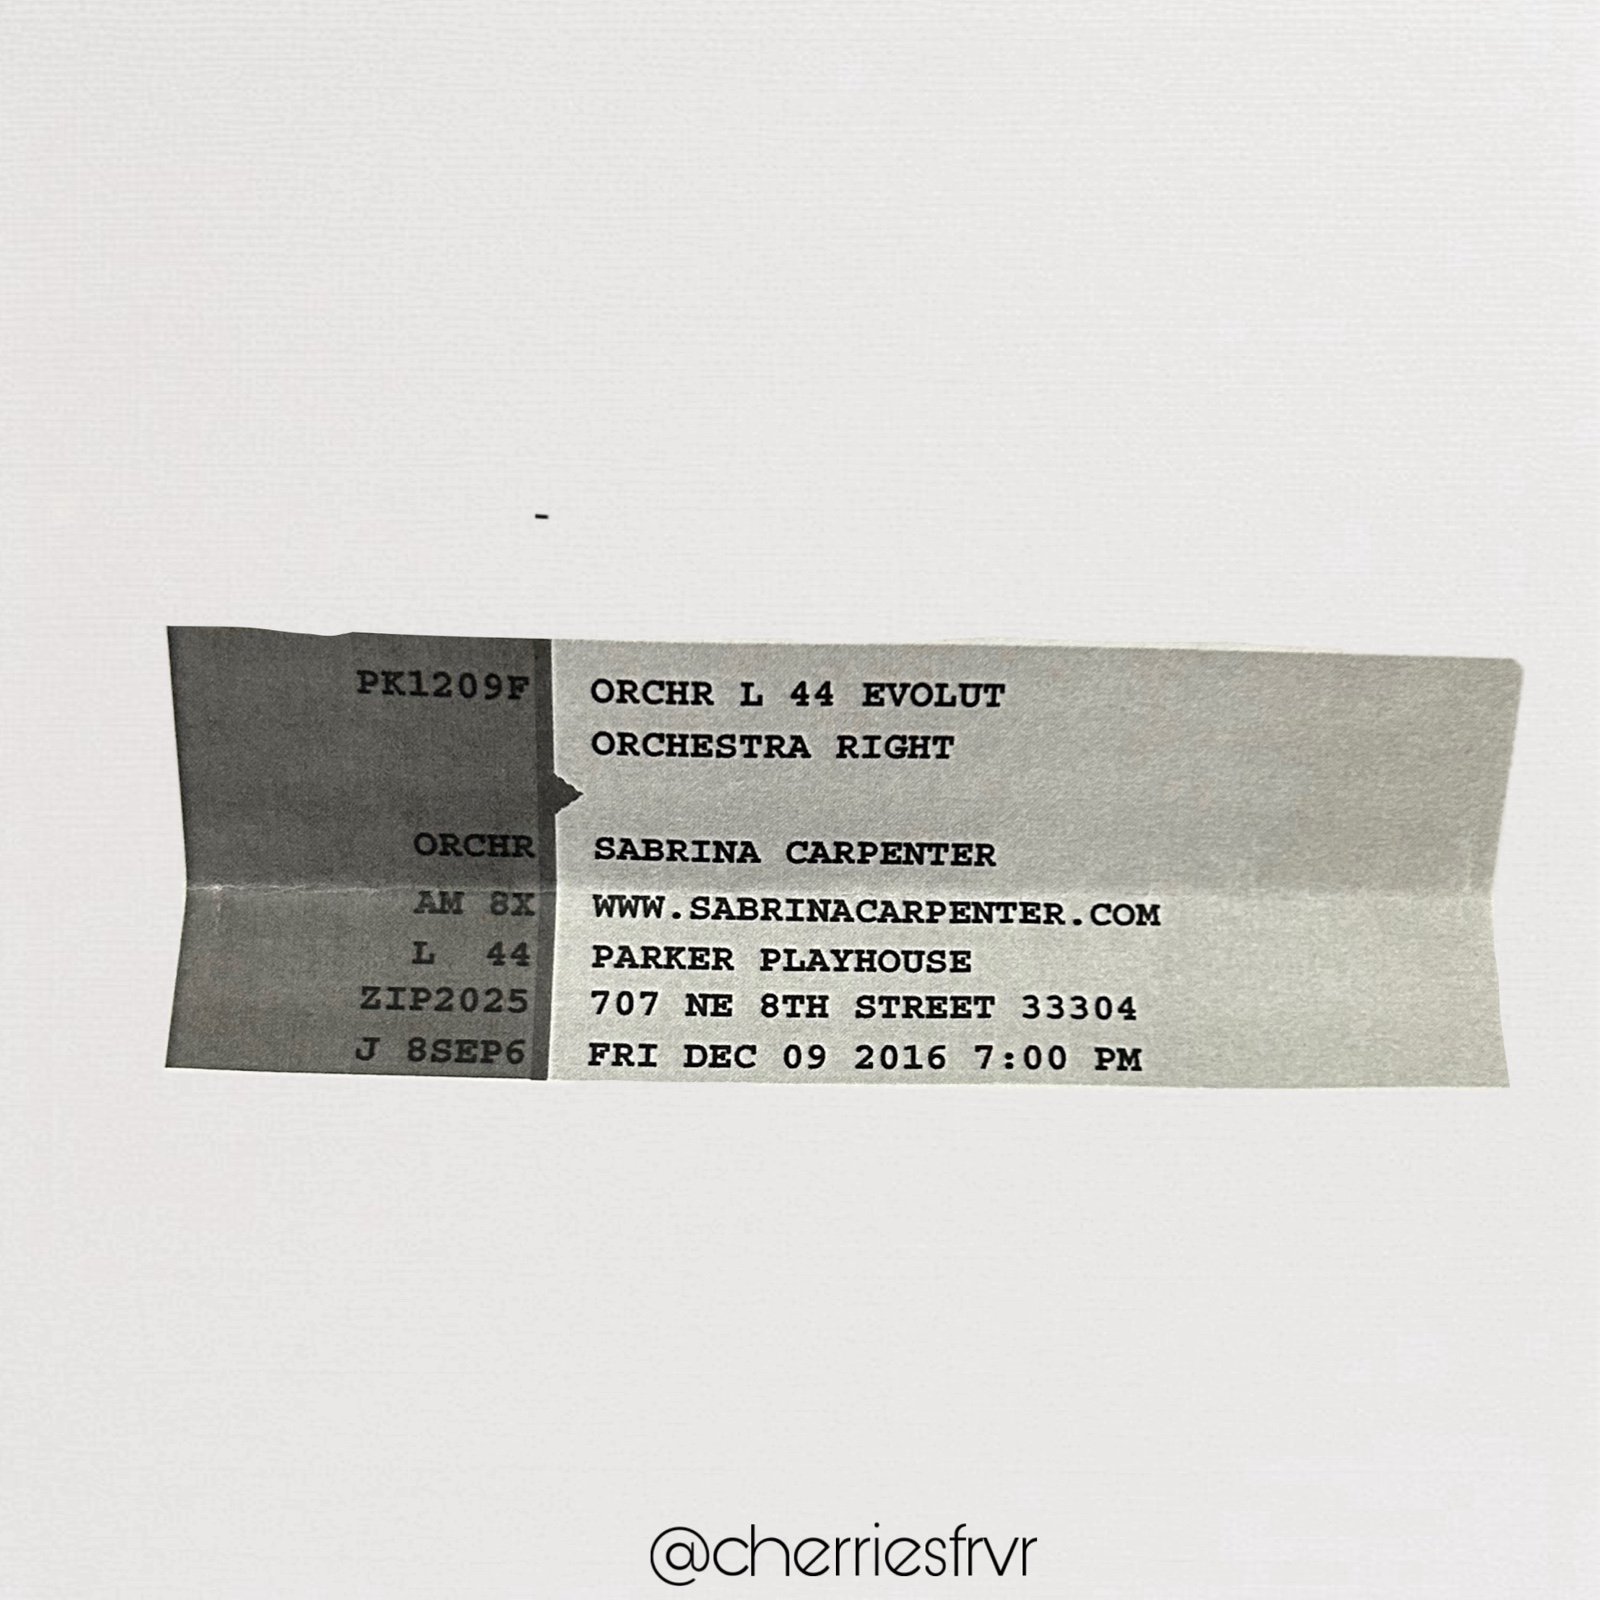 PK1209F
ORCHR L 44 EVOLUT
ORCHESTRA RIGHT
ORCHR
SABRINA CARPENTER
AM 8X
WWW.SABRINACARPENTER.COM
L 44
PARKER PLAYHOUSE
ZIP2025
707 NE 8TH STREET 33304
J 8SEP6
FRI DEC 09 2016 7:00 PM
@cherriesfrvr